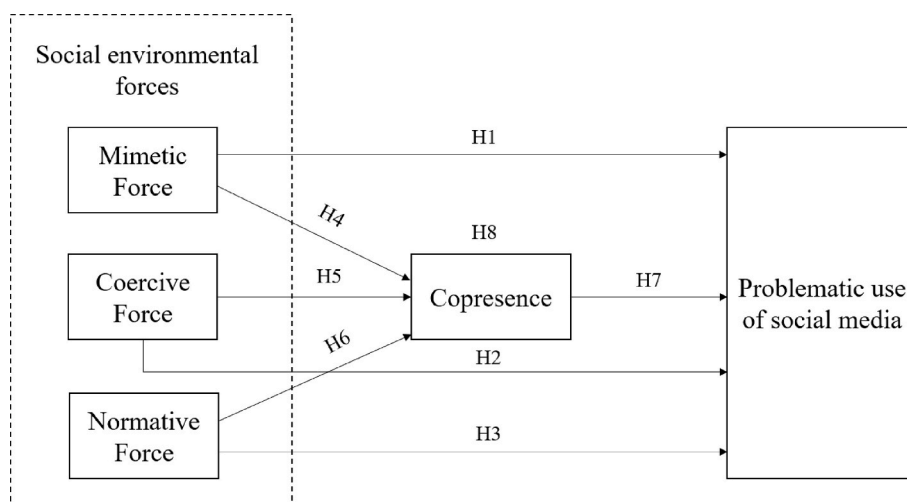 Social environmental
forces
Mimetic
Force
H1
H4
H8
Coercive
Force
H5
Copresence
H7
Problematic use
of social media
H6
H2
Normative
Force
H3